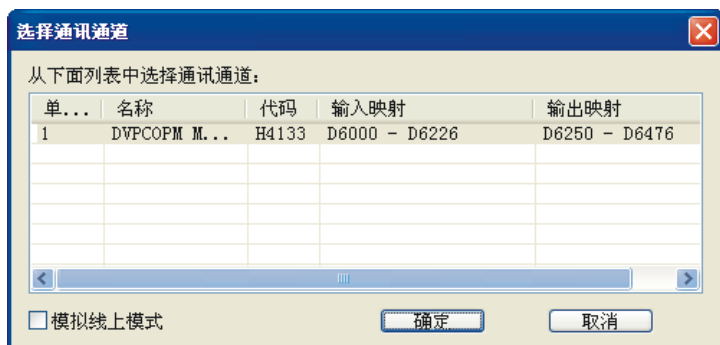 选择通讯通道
从下面列表中选择通讯通道:
单... 名称 代码 输入映射 输出映射
1 DVPCOPM M... H4133 D6000 - D6226 D6250 - D6476
模拟线上模式 确定 取消